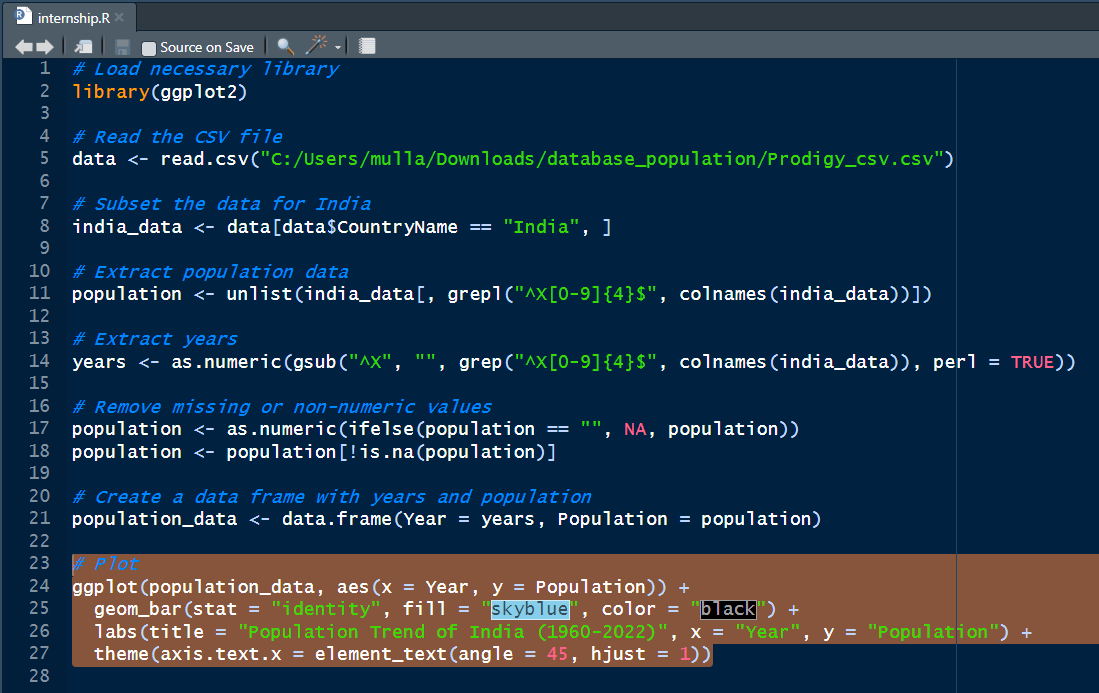 internship.R
Source on Save
1 # Load necessary library
2 library(ggplot2)
3
4 # Read the CSV file
5 data <- read.csv("C:/Users/mulla/Downloads/database_population/Prodigy_csv.csv")
6
7 # Subset the data for India
8 india_data <- data[data$CountryName == "India", ]
9
10 # Extract population data
11 population <- unlist(india_data[, grepl("^X[0-9]{4}$", colnames(india_data))])
12
13 # Extract years
14 years <- as.numeric(gsub("^X", "", grep("^X[0-9]{4}$", colnames(india_data)), perl = TRUE))
15
16 # Remove missing or non-numeric values
17 population <- as.numeric(ifelse(population == "", NA, population))
18 population <- population[!is.na(population)]
19
20 # Create a data frame with years and population
21 population_data <- data.frame(Year = years, Population = population)
22
23 # Plot
24 ggplot(population_data, aes(x = Year, y = Population)) +
25   geom_bar(stat = "identity", fill = "skyblue", color = "black") +
26   labs(title = "Population Trend of India (1960-2022)", x = "Year", y = "Population") +
27   theme(axis.text.x = element_text(angle = 45, hjust = 1))
28